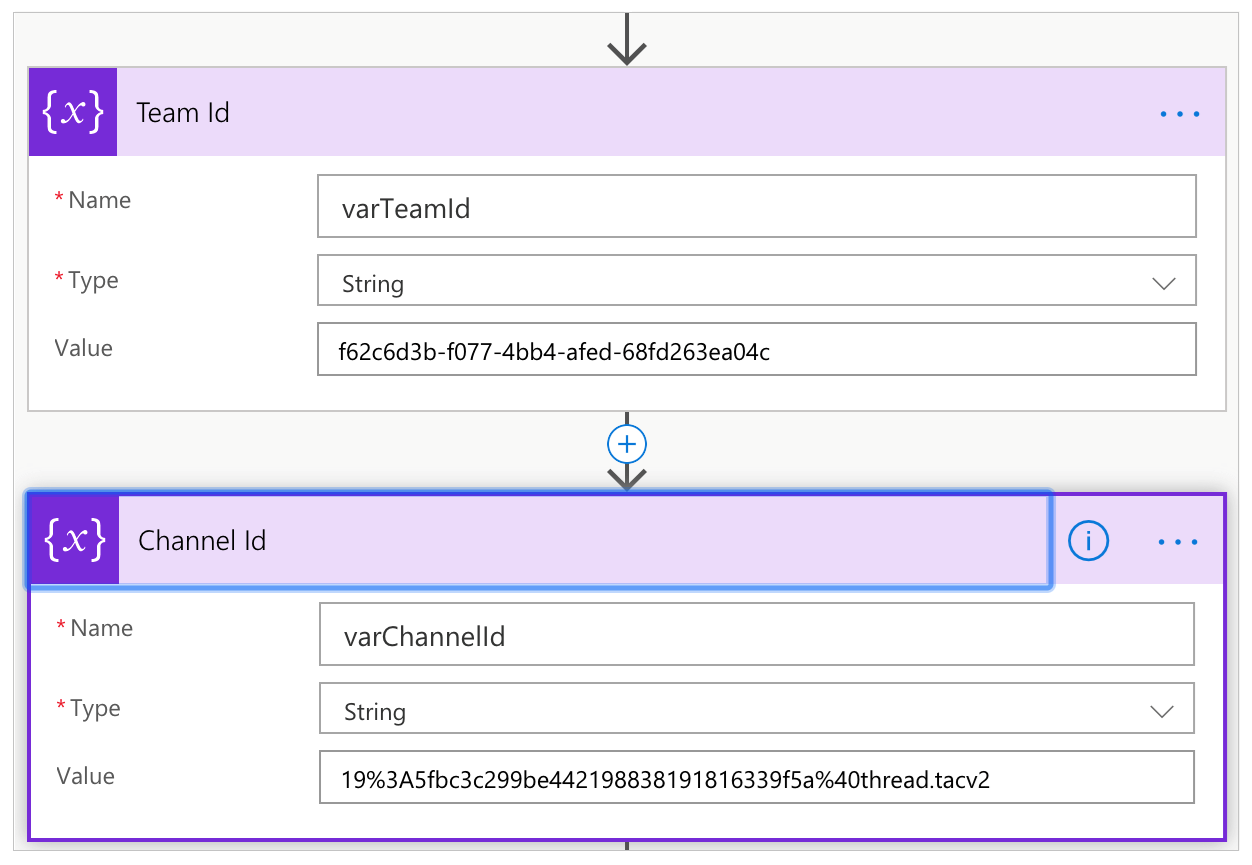 {x} Team Id
* Name varTeamId
* Type String
Value f62c6d3b-f077-4bb4-afed-68fd263ea04c
{x} Channel Id
* Name varChannelId
* Type String
Value 19%3A5fbc3c299be442198838191816339f5a%40thread.tacv2